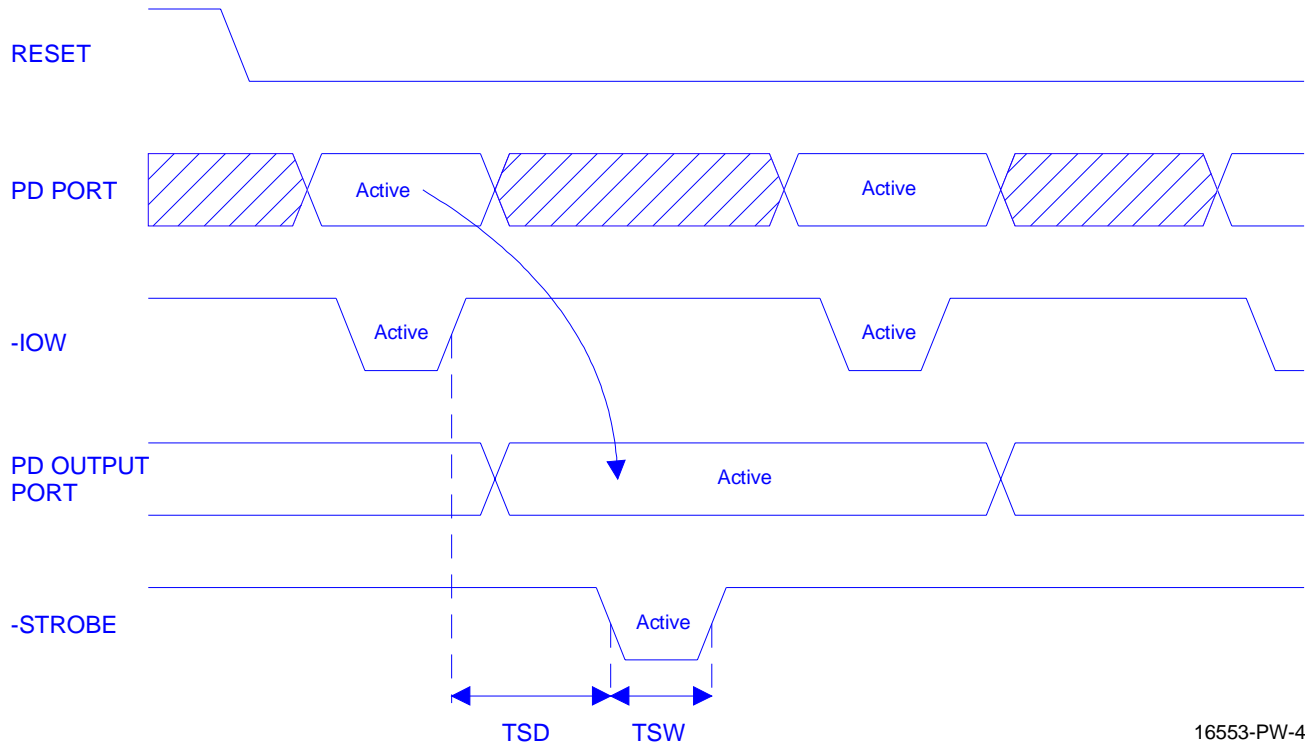 RESET
PD PORT
Active
Active
-IOW
Active
Active
Active
PD OUTPUT
PORT
Active
-STROBE
Active
TSD
TSW
16553-PW-4